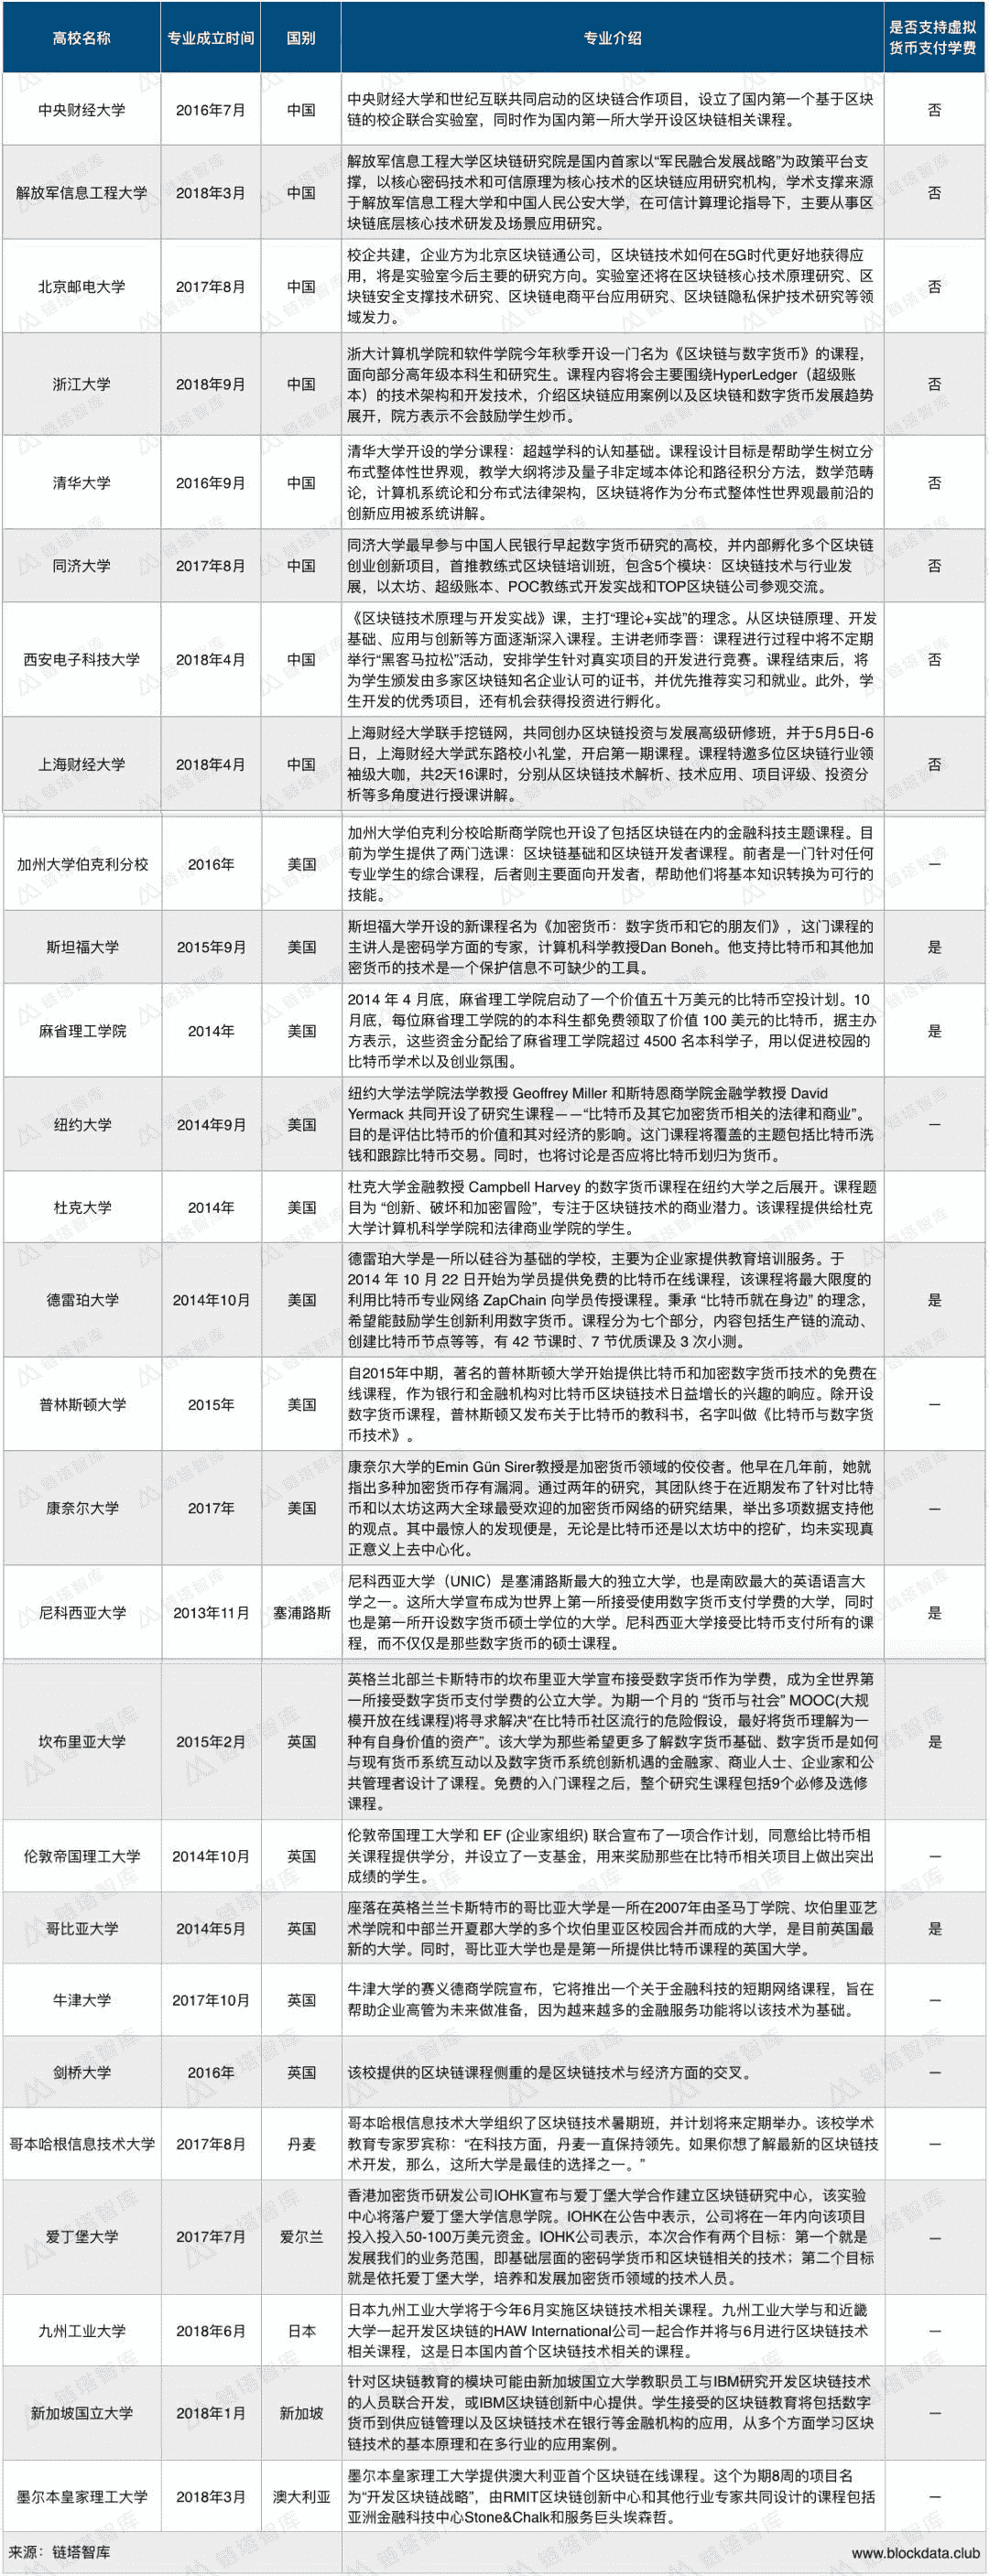 高校名称 专业成立时间 国别 专业介绍 是否支持虚拟
货币支付学费
中央财经大学 2016年7月 中国 中央财经大学和世纪互联共同启动的区块链合作项目，设立了国内第一个基于区块
链的校企联合实验室，同时作为国内第一所大学开设区块链相关课程。 否
解放军信息工程大学 2018年3月 中国 解放军信息工程大学区块链研究院是国内首家以“军民融合发展战略”为政策平台支
撑，以核心密码技术和可信原理为核心技术的区块链应用研究机构，学术支撑来源
于解放军信息工程大学和中国人民公安大学，在可信计算理论指导下，主要从事区
块链底层核心技术研发及场景应用研究。 否
北京邮电大学 2017年8月 中国 校企共建，企业方为北京区块链通公司，区块链技术如何在5G时代更好地获得应
用，将是实验室今后主要的研究方向。实验室还将在区块链核心技术原理研究、区
块链安全支撑技术研究、区块链电商平台应用研究、区块链隐私保护技术研究等领
域发力。 否
浙江大学 2018年9月 中国 浙大计算机学院和软件学院今年秋季开设一门名为《区块链与数字货币》的课程，
面向部分高年级本科生和研究生。课程内容将会主要围绕HyperLedger（超级账
本）的技术架构和开发技术，介绍区块链应用案例以及区块链和数字货币发展趋势
展开，院方表示不会鼓励学生炒币。 否
清华大学 2016年9月 中国 清华大学开设的学分课程：超越学科的认知基础。课程设计目标是帮助学生树立分
布式整体性世界观，教学大纲将涉及量子非定域本体论和路径积分方法，数学范畴
论，计算机系统论和分布式法律架构，区块链将作为分布式整体性世界观最前沿的
创新应用被系统讲解。 否
同济大学 2017年8月 中国 同济大学最早参与中国人民银行早起数字货币研究的高校，并内部孵化多个区块链
创业创新项目，首推教练式区块链培训班，包含5个模块：区块链技术与行业发
展，以太坊、超级账本、POC教练式开发实战和TOP区块链公司参观交流。 否
西安电子科技大学 2018年4月 中国 《区块链技术原理与开发实战》课，主打“理论+实战”的理念。从区块链原理、开发
基础、应用与创新等方面逐渐深入课程。主讲老师李晋：课程进行过程中将不定期
举行“黑客马拉松”活动，安排学生针对真实项目的开发进行竞赛。课程结束后，将
为学生颁发由多家区块链知名企业认可的证书，并优先推荐实习和就业。此外，学
生开发的优秀项目，还有机会获得投资进行孵化。 否
上海财经大学 2018年4月 中国 上海财经大学联手挖链网，共同创办区块链投资与发展高级研修班，并于5月5日-6
日，上海财经大学武东路校小礼堂，开启第一期课程。课程特邀多位区块链行业领
袖级大咖，共2天16课时，分别从区块链技术解析、技术应用、项目评级、投资分
析等多角度进行授课讲解。 否
加州大学伯克利分校 2016年 美国 加州大学伯克利分校哈斯商学院也开设了包括区块链在内的金融科技主题课程。目
前为学生提供了两门选课：区块链基础和区块链开发者课程。前者是一门针对任何
专业学生的综合课程，后者则主要面向开发者，帮助他们将基本知识转换为可行的
技能。 —
斯坦福大学 2015年9月 美国 斯坦福大学开设的新课程名为《加密货币：数字货币和它的朋友们》，这门课程的
主讲人是密码学方面的专家，计算机科学教授Dan Boneh。他支持比特币和其他加
密货币的技术是一个保护信息不可缺少的工具。 是
麻省理工学院 2014年 美国 2014 年 4 月底，麻省理工学院启动了一个价值五十万美元的比特币空投计划。10
月底，每位麻省理工学院的的本科生都免费领取了价值 100 美元的比特币，据主办
方表示，这些资金分配给了麻省理工学院超过 4500 名本科学子，用以促进校园的
比特币学术以及创业氛围。 是
纽约大学 2014年9月 美国 纽约大学法学院法学教授 Geoffrey Miller 和斯特恩商学院金融学教授 David
Yermack 共同开设了研究生课程——“比特币及其它加密货币相关的法律和商业”。
目的是评估比特币的价值和其对经济的影响。这门课程将覆盖的主题包括比特币洗
钱和跟踪比特币交易。同时，也将讨论是否应将比特币划归为货币。 —
杜克大学 2014年 美国 杜克大学金融教授 Campbell Harvey 的数字货币课程在纽约大学之后展开。课程题
目为 “创新、破坏和加密冒险”，专注于区块链技术的商业潜力。该课程提供给杜克
大学计算机科学学院和法律商业学院的学生。
德雷珀大学 2014年10月 美国 德雷珀大学是一所以硅谷为基础的学校，主要为企业家提供教育培训服务。于
2014 年 10 月 22 日开始为学员提供免费的比特币在线课程，该课程将最大限度的
利用比特币专业网络 ZapChain 向学员传授课程。秉承 “比特币就在身边” 的理念，
希望能鼓励学生创新利用数字货币。课程分为七个部分，内容包括生产链的流动、
创建比特币节点等等，有 42 节课时、7 节优质课及 3 次小测。 是
普林斯顿大学 2015年 美国 自2015年中期，著名的普林斯顿大学开始提供比特币和加密数字货币技术的免费在
线课程，作为银行和金融机构对比特币区块链技术日益增长的兴趣的响应。除开设
数字货币课程，普林斯顿又发布关于比特币的教科书，名字叫做《比特币与数字货
币技术》。 —
康奈尔大学 2017年 美国 康奈尔大学的Emin Gün Sirer教授是加密货币领域的佼佼者。他早在几年前，她就
指出多种加密货币存有漏洞。通过两年的研究，其团队终于在近期发布了针对比特
币和以太坊这两大全球最受欢迎的加密货币网络的研究结果，举出多项数据支持他
的观点。其中最惊人的发现便是，无论是比特币还是以太坊中的挖矿，均未实现真
正意义上去中心化。 —
尼科西亚大学 2013年11月 塞浦路斯 尼科西亚大学（UNIC）是塞浦路斯最大的独立大学，也是南欧最大的英语语言大
学之一。这所大学宣布成为世界上第一所接受使用数字货币支付学费的大学，同时
也是第一所开设数字货币硕士学位的大学。尼科西亚大学接受比特币支付所有的课
程，而不仅仅是那些数字货币的硕士课程。 是
坎布里亚大学 2015年2月 英国 英格兰北部兰卡斯特市的坎布里亚大学宣布接受数字货币作为学费，成为全世界第
一所接受数字货币支付学费的公立大学。为期一个月的 “货币与社会” MOOC(大规
模开放在线课程)将寻求解决“在比特币社区流行的危险假设，最好将货币理解为一
种有自身价值的资产”。该大学为那些希望更多了解数字货币基础、数字货币是如何
与现有货币系统互动以及数字货币系统创新机遇的金融家、商业人士、企业家和公
共管理者设计了课程。免费的入门课程之后，整个研究生课程包括9个必修及选修
课程。 是
伦敦帝国理工大学 2014年10月 英国 伦敦帝国理工大学和 EF (企业家组织) 联合宣布了一项合作计划，同意给比特币相
关课程提供学分，并设立了一支基金，用来奖励那些在比特币相关项目上做出突出
成绩的学生。 —
哥比亚大学 2014年5月 英国 座落在英格兰兰卡斯特市的哥比亚大学是一所在2007年由圣马丁学院、坎伯里亚艺
术学院和中部兰开夏郡大学的多个坎伯里亚区校园合并而成的大学，是目前英国最
新的大学。同时，哥比亚大学也是是第一所提供比特币课程的英国大学。 是
牛津大学 2017年10月 英国 牛津大学的赛义德商学院宣布，它将推出一个关于金融科技的短期网络课程，旨在
帮助企业高管为未来做准备，因为越来越多的金融服务功能将以该技术为基础。 —
剑桥大学 2016年 英国 该校提供的区块链课程侧重的是区块链技术与经济方面的交叉。 —
哥本哈根信息技术大学 2017年8月 丹麦 哥本哈根信息技术大学组织了区块链技术暑期班，并计划将来定期举办。该校学术
教育专家罗宾称：“在科技方面，丹麦一直保持领先。如果你想了解最新的区块链技
术开发，那么，这所大学是最佳的选择之一。” —
爱丁堡大学 2017年7月 爱尔兰 香港加密货币研发公司IOHK宣布与爱丁堡大学合作建立区块链研究中心，该实验
中心将落户爱丁堡大学信息学院。IOHK在公告中表示，公司将在一年内向该项目
投入投入50-100万美元资金。IOHK公司表示，本次合作有两个目标：第一个就是
发展我们的业务范围，即基础层面的密码学货币和区块链相关的技术；第二个目标
就是依托爱丁堡大学，培养和发展加密货币领域的技术人员。 —
九州工业大学 2018年6月 日本 日本九州工业大学将于今年6月实施区块链技术相关课程。九州工业大学与和近畿
大学一起开发区块链的HAW International公司一起合作并将与6月进行区块链技术
相关课程，这是日本国内首个区块链技术相关的课程。 —
新加坡国立大学 2018年1月 新加坡 针对区块链教育的模块可能由新加坡国立大学教职员工与IBM研究开发区块链技术
的人员联合开发，或IBM区块链创新中心提供。学生接受的区块链教育将包括数字
货币到供应链管理以及区块链技术在银行等金融机构的应用，从多个方面学习区块
链技术的基本原理和在多行业的应用案例。 —
墨尔本皇家理工大学 2018年3月 澳大利亚 墨尔本皇家理工大学提供澳大利亚首个区块链在线课程。这个为期8周的项目名
为“开发区块链战略”，由RMIT区块链创新中心和其他行业专家共同设计的课程包括
亚洲金融科技中心Stone&Chalk和服务巨头埃森哲。 —
来源：链塔智库 www.blockdata.club